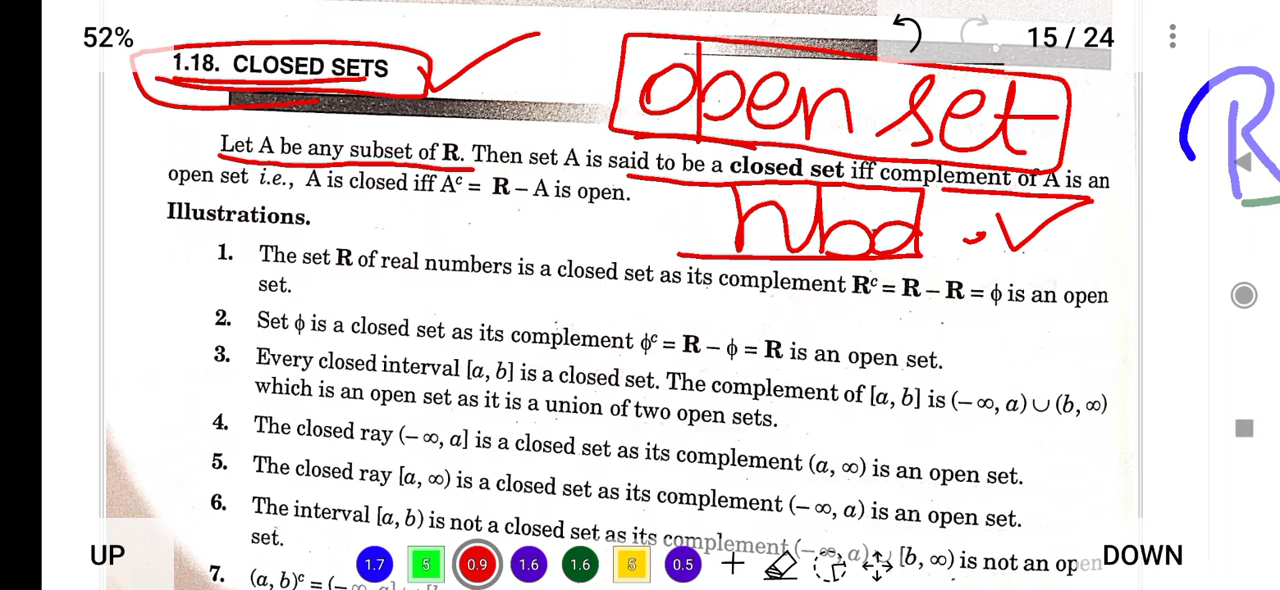 52%
15 / 24
1.18. CLOSED SETS
open set
R
Let A be any subset of R. Then set A is said to be a closed set iff complement of A is an
open set i.e., A is closed iff Aᶜ = R – A is open.
nbd
Illustrations.
1. The set R of real numbers is a closed set as its complement Rᶜ = R – R = ϕ is an open
set.
2. Set ϕ is a closed set as its complement ϕᶜ = R – ϕ = R is an open set.
3. Every closed interval [a, b] is a closed set. The complement of [a, b] is (– ∞, a) ∪ (b, ∞)
which is an open set as it is a union of two open sets.
4. The closed ray (– ∞, a] is a closed set as its complement (a, ∞) is an open set.
5. The closed ray [a, ∞) is a closed set as its complement (– ∞, a) is an open set.
6. The interval [a, b) is not a closed set as its complement (– ∞, a) ∪ [b, ∞) is not an open
set.
7. (a, b)ᶜ = (– ∞, a]
UP
1.7 5 0.9 1.6 1.6 5 0.5
DOWN